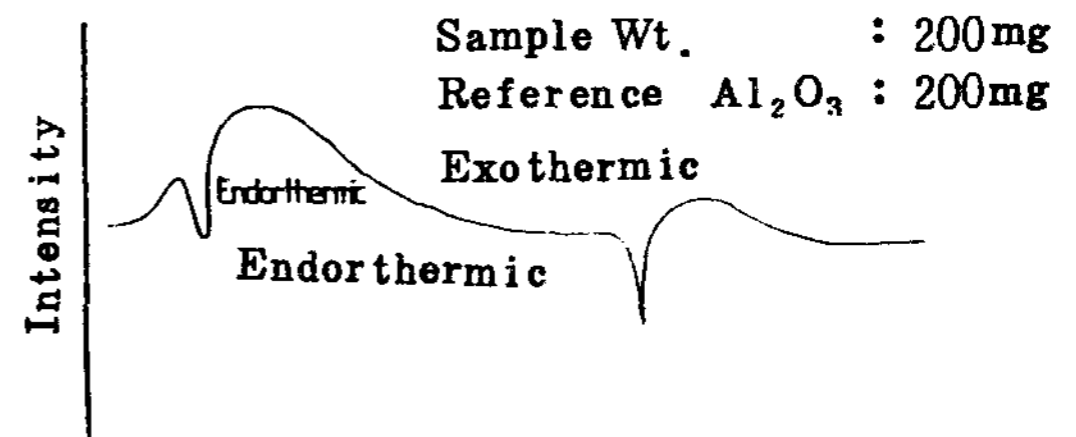 Sample Wt. : 200mg
Reference Al₂O₃ : 200mg
Exothermic
Endorthermic
Endorthermic
Intensity